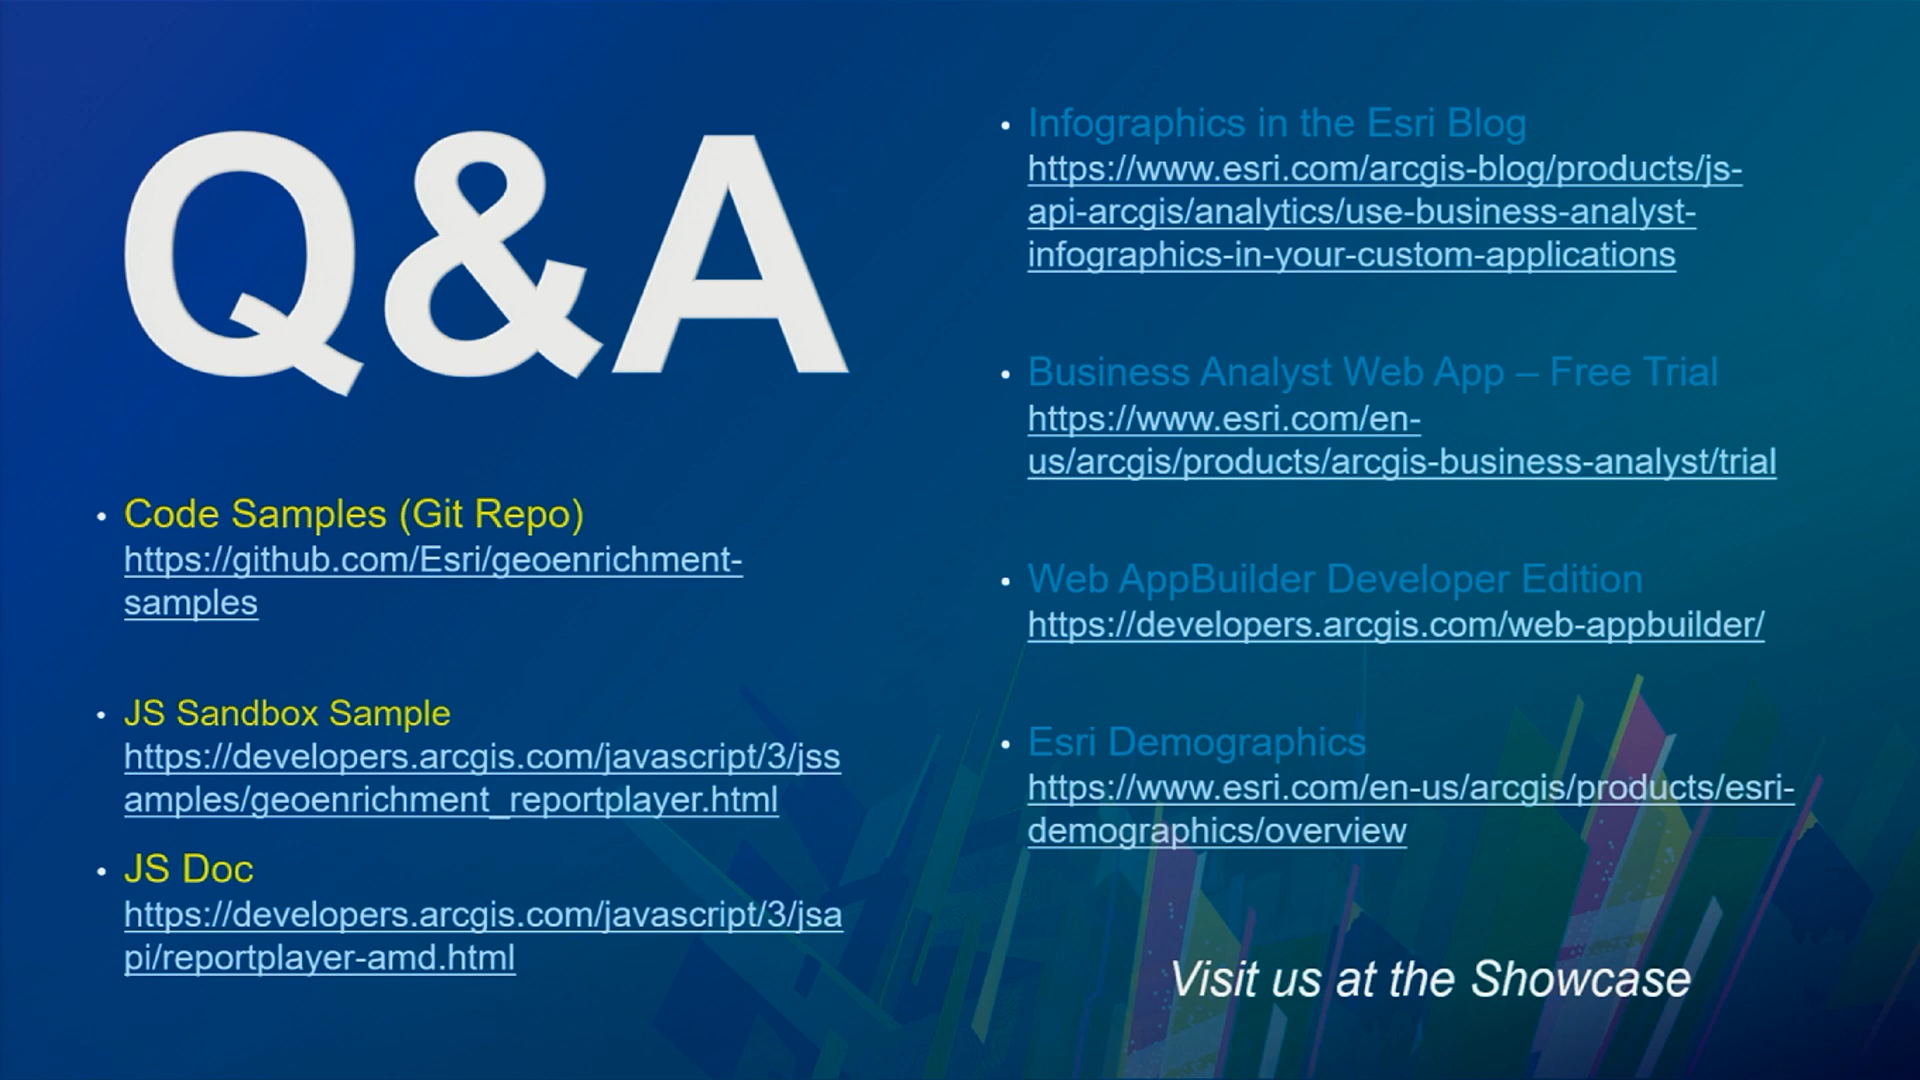 Q&A
• Code Samples (Git Repo)
https://github.com/Esri/geoenrichment-
samples
• JS Sandbox Sample
https://developers.arcgis.com/javascript/3/jss
amples/geoenrichment_reportplayer.html
• JS Doc
https://developers.arcgis.com/javascript/3/jsa
pi/reportplayer-amd.html
• Infographics in the Esri Blog
https://www.esri.com/arcgis-blog/products/js-
api-arcgis/analytics/use-business-analyst-
infographics-in-your-custom-applications
• Business Analyst Web App – Free Trial
https://www.esri.com/en-
us/arcgis/products/arcgis-business-analyst/trial
• Web AppBuilder Developer Edition
https://developers.arcgis.com/web-appbuilder/
• Esri Demographics
https://www.esri.com/en-us/arcgis/products/esri-
demographics/overview
Visit us at the Showcase